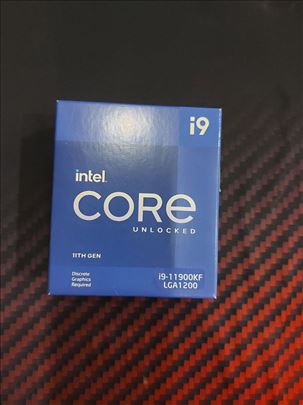 i9
intel.
CORE
UNLOCKED
11TH GEN
Discrete
Graphics
Required
i9-11900KF
LGA1200